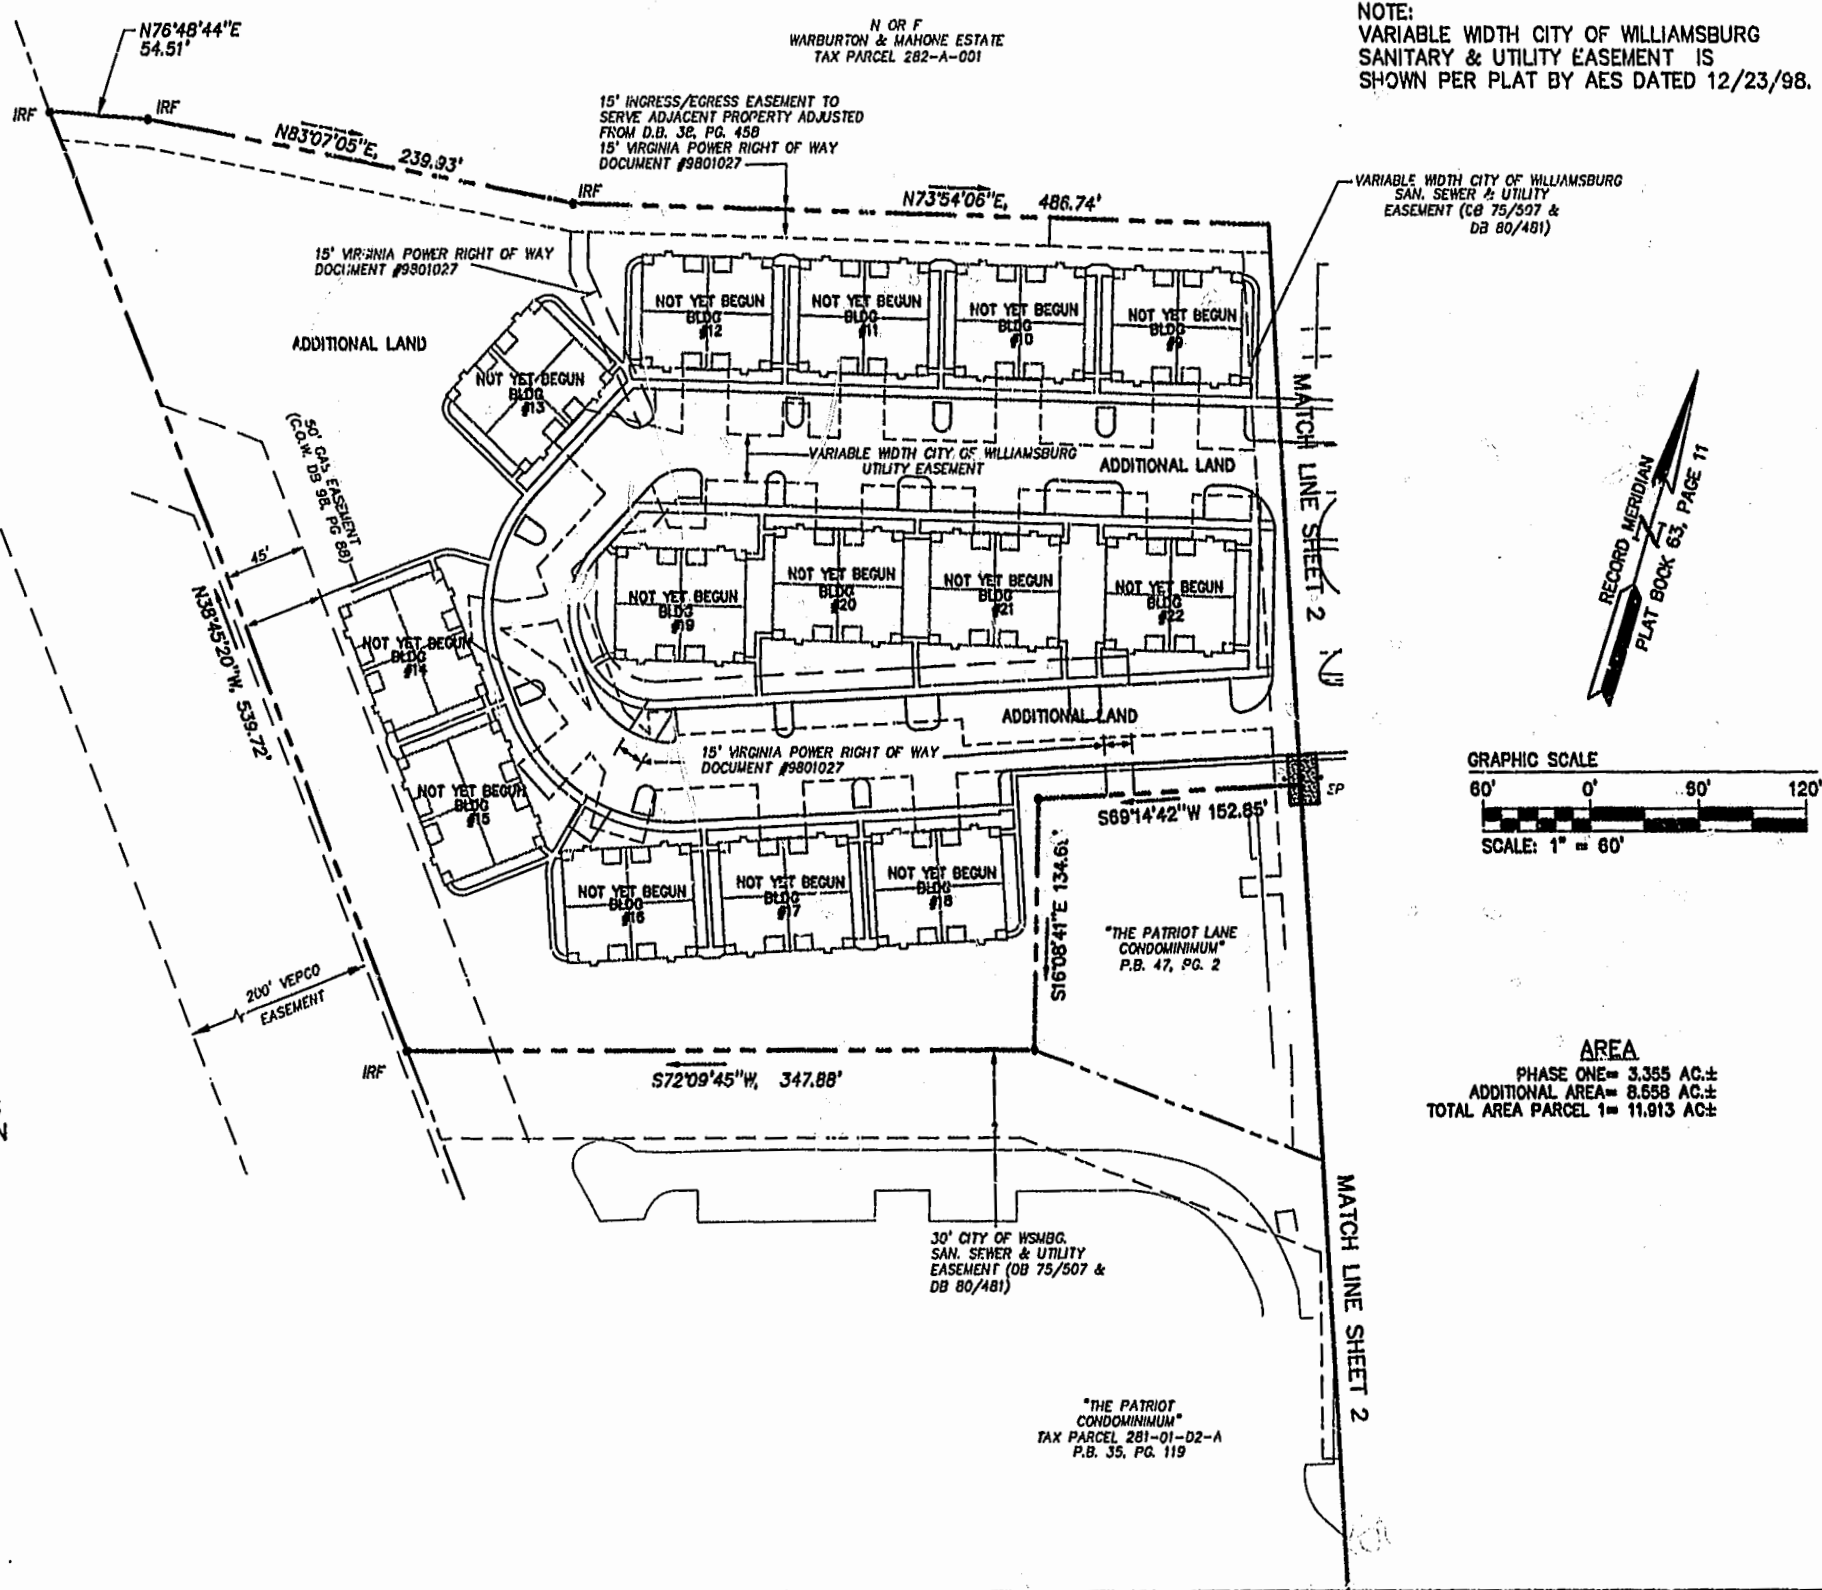 N76°48'44"E
54.51'
N OR F
WARBURTON & MAHONE ESTATE
TAX PARCEL 282-A-001
NOTE:
VARIABLE WIDTH CITY OF WILLIAMSBURG
SANITARY & UTILITY EASEMENT IS
SHOWN PER PLAT BY AES DATED 12/23/98.
IRF
IRF
N83°07'05"E, 239.93'
15' INGRESS/EGRESS EASEMENT TO
SERVE ADJACENT PROPERTY ADJUSTED
FROM D.B. 38, PG. 458
15' VIRGINIA POWER RIGHT OF WAY
DOCUMENT #9801027
IRF
N73°54'06"E, 486.74'
VARIABLE WIDTH CITY OF WILLIAMSBURG
SAN. SEWER & UTILITY
EASEMENT (DB 75/507 &
DB 80/481)
15' VIRGINIA POWER RIGHT OF WAY
DOCUMENT #9801027
ADDITIONAL LAND
NOT YET BEGUN
BLDG
#12
NOT YET BEGUN
BLDG
#11
NOT YET BEGUN
BLDG
#10
NOT YET BEGUN
BLDG
#9
NOT YET BEGUN
BLDG
#13
MATCH LINE SHEET 2
50' GAS EASEMENT
(C.O.W. DB 98, PG 88)
VARIABLE WIDTH CITY OF WILLIAMSBURG
UTILITY EASEMENT
ADDITIONAL LAND
RECORD MERIDIAN
N
PLAT BOOK 63, PAGE 11
45'
N38°45'20"W, 539.72'
NOT YET BEGUN
BLDG
#19
NOT YET BEGUN
BLDG
#20
NOT YET BEGUN
BLDG
#21
NOT YET BEGUN
BLDG
#22
NOT YET BEGUN
BLDG
#14
ADDITIONAL LAND
15' VIRGINIA POWER RIGHT OF WAY
DOCUMENT #9801027
NOT YET BEGUN
BLDG
#15
EP
S69°14'42"W 152.85'
GRAPHIC SCALE
60' 0' 60' 120'
SCALE: 1" = 60'
NOT YET BEGUN
BLDG
#16
NOT YET BEGUN
BLDG
#17
NOT YET BEGUN
BLDG
#18
S16°08'41"E 134.61'
"THE PATRIOT LANE
CONDOMINIMUM"
P.B. 47, PG. 2
200' VEPCO
EASEMENT
IRF
S72°09'45"W, 347.88'
AREA
PHASE ONE= 3.355 AC.±
ADDITIONAL AREA= 8.558 AC.±
TOTAL AREA PARCEL 1= 11.913 AC±
N
MATCH LINE SHEET 2
30' CITY OF WSMBG.
SAN. SEWER & UTILITY
EASEMENT (DB 75/507 &
DB 80/481)
"THE PATRIOT
CONDOMINIMUM"
TAX PARCEL 281-01-D2-A
P.B. 35, PG. 119